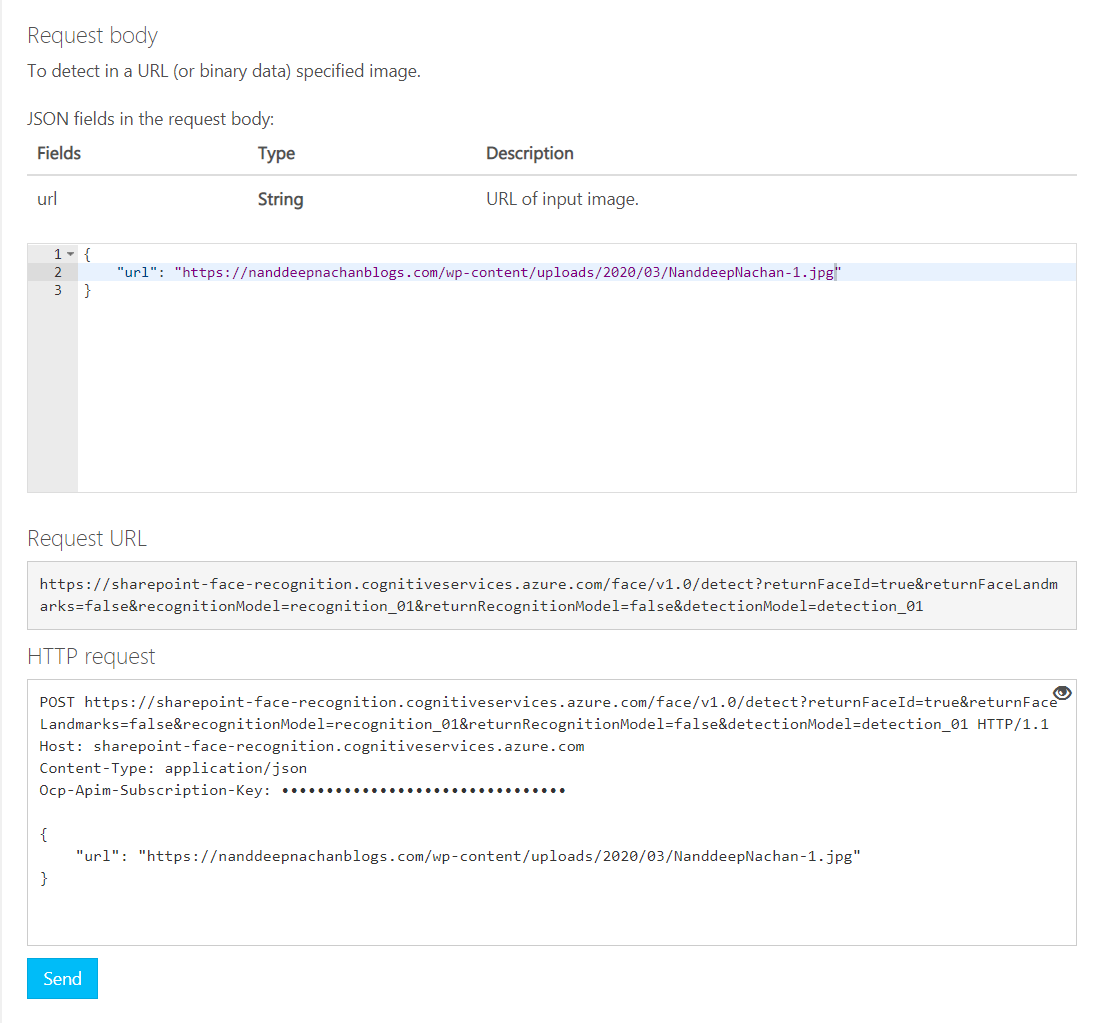 Request body
To detect in a URL (or binary data) specified image.
JSON fields in the request body:
Fields Type Description
url String URL of input image.
1 {
2 "url": "https://nanddeepnachanblogs.com/wp-content/uploads/2020/03/NanddeepNachan-1.jpg"
3 }
Request URL
https://sharepoint-face-recognition.cognitiveservices.azure.com/face/v1.0/detect?returnFaceId=true&returnFaceLandm
arks=false&recognitionModel=recognition_01&returnRecognitionModel=false&detectionModel=detection_01
HTTP request
POST https://sharepoint-face-recognition.cognitiveservices.azure.com/face/v1.0/detect?returnFaceId=true&returnFace
Landmarks=false&recognitionModel=recognition_01&returnRecognitionModel=false&detectionModel=detection_01 HTTP/1.1
Host: sharepoint-face-recognition.cognitiveservices.azure.com
Content-Type: application/json
Ocp-Apim-Subscription-Key: ••••••••••••••••••••••••••••••••
{
"url": "https://nanddeepnachanblogs.com/wp-content/uploads/2020/03/NanddeepNachan-1.jpg"
}
Send